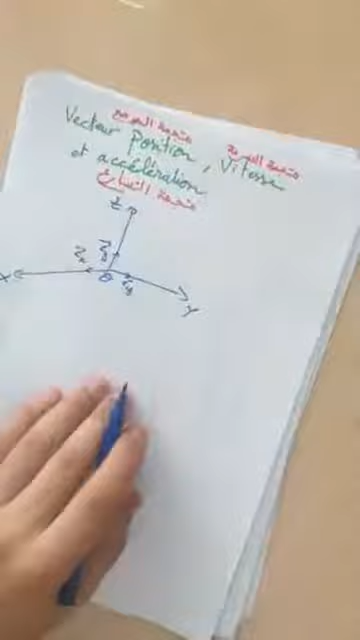 متجهة الموضع
Vecteur Position, Vitesse
متجهة السرعة
et accélération
متجهة التسارع
Z
X
O
Y